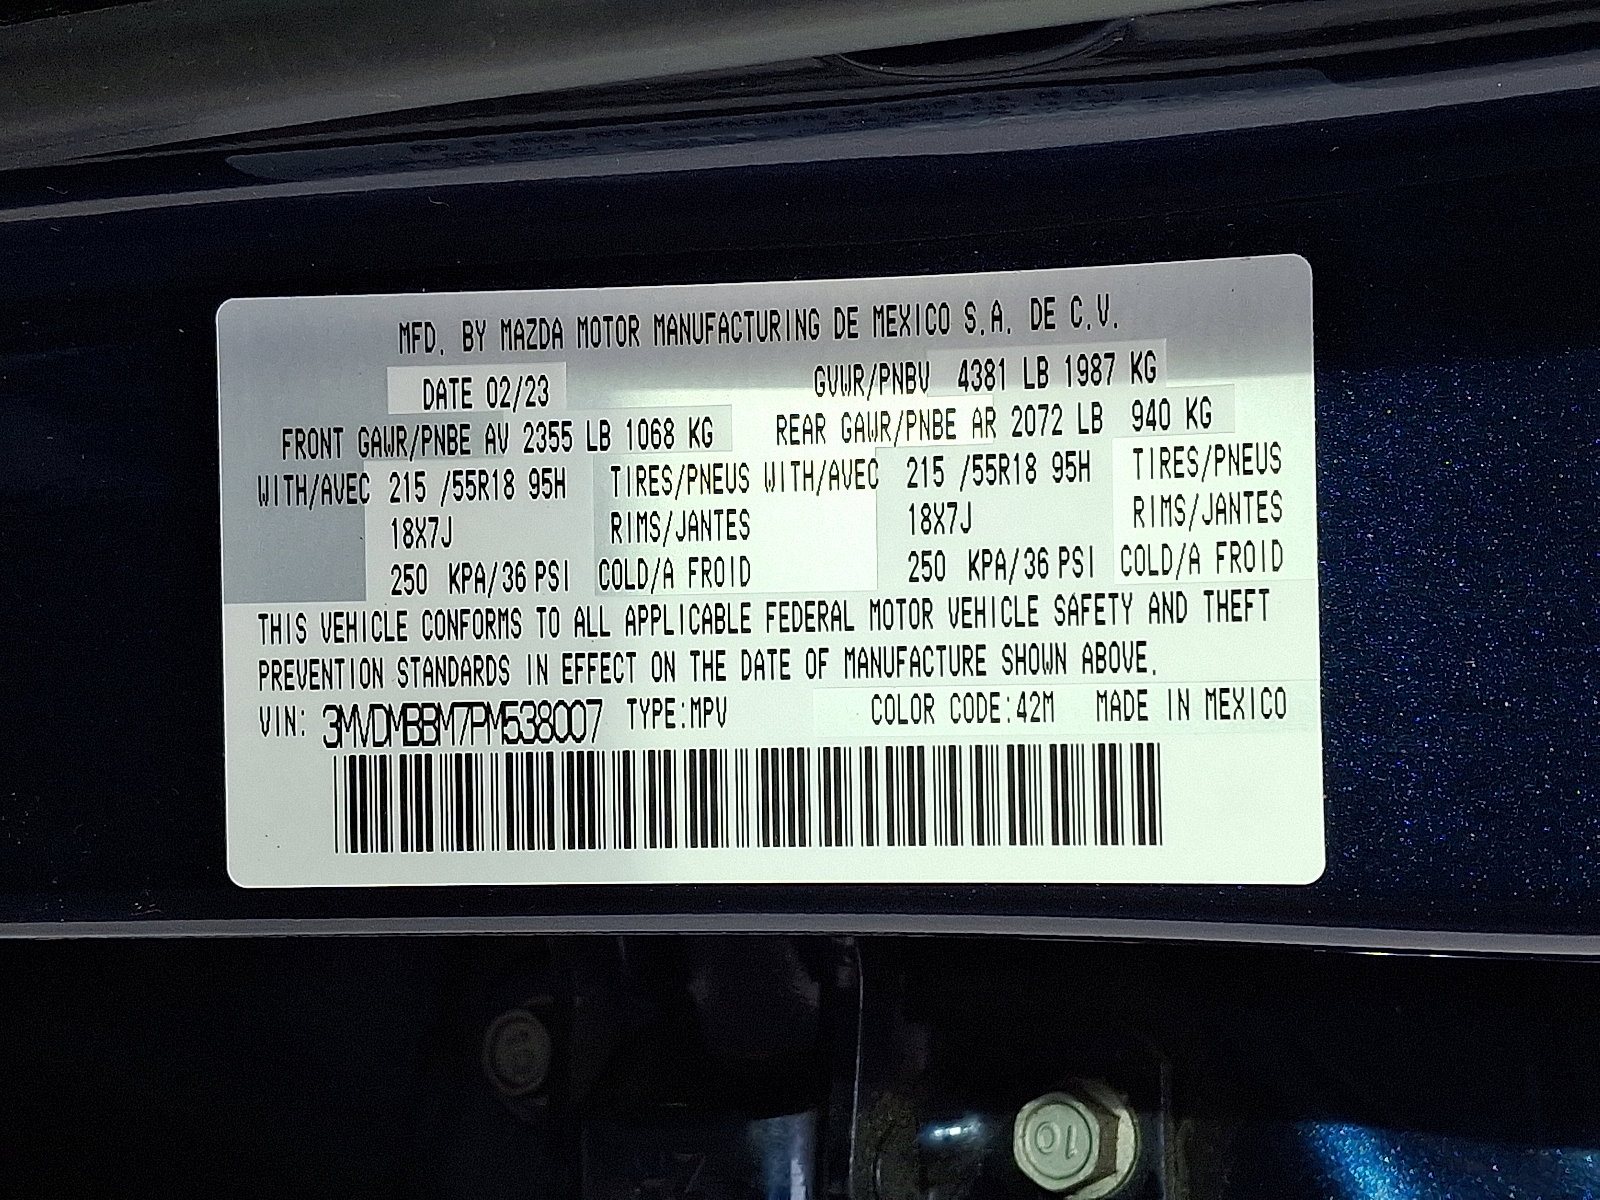 MFD. BY MAZDA MOTOR MANUFACTURING DE MEXICO S.A. DE C.V.
DATE 02/23 GVWR/PNBV 4381 LB 1987 KG
FRONT GAWR/PNBE AV 2355 LB 1068 KG REAR GAWR/PNBE AR 2072 LB 940 KG
WITH/AVEC 215 /55R18 95H TIRES/PNEUS WITH/AVEC 215 /55R18 95H TIRES/PNEUS
18X7J RIMS/JANTES 18X7J RIMS/JANTES
250 KPA/36 PSI COLD/A FROID 250 KPA/36 PSI COLD/A FROID
THIS VEHICLE CONFORMS TO ALL APPLICABLE FEDERAL MOTOR VEHICLE SAFETY AND THEFT
PREVENTION STANDARDS IN EFFECT ON THE DATE OF MANUFACTURE SHOWN ABOVE.
VIN: 3MVDMBBM7PM538007 TYPE:MPV COLOR CODE:42M MADE IN MEXICO
10